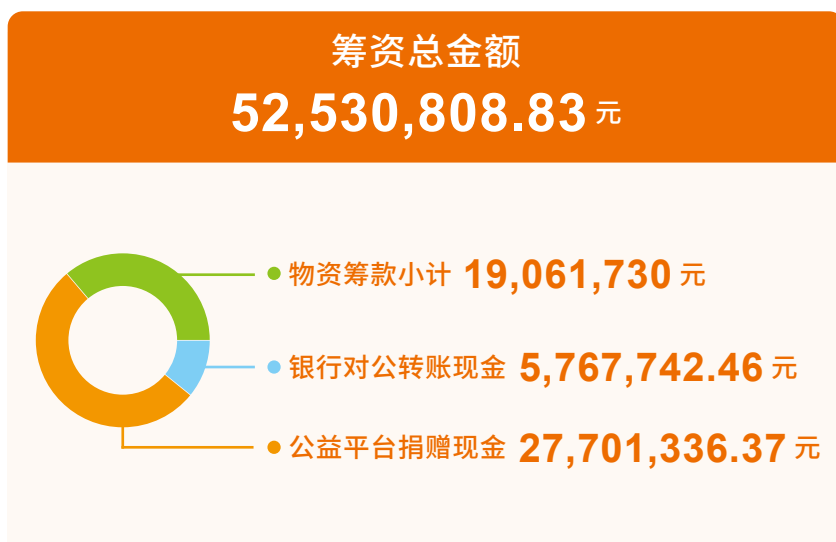 筹资总金额
52,530,808.83 元
物资筹款小计 19,061,730 元
银行对公转账现金 5,767,742.46 元
公益平台捐赠现金 27,701,336.37 元